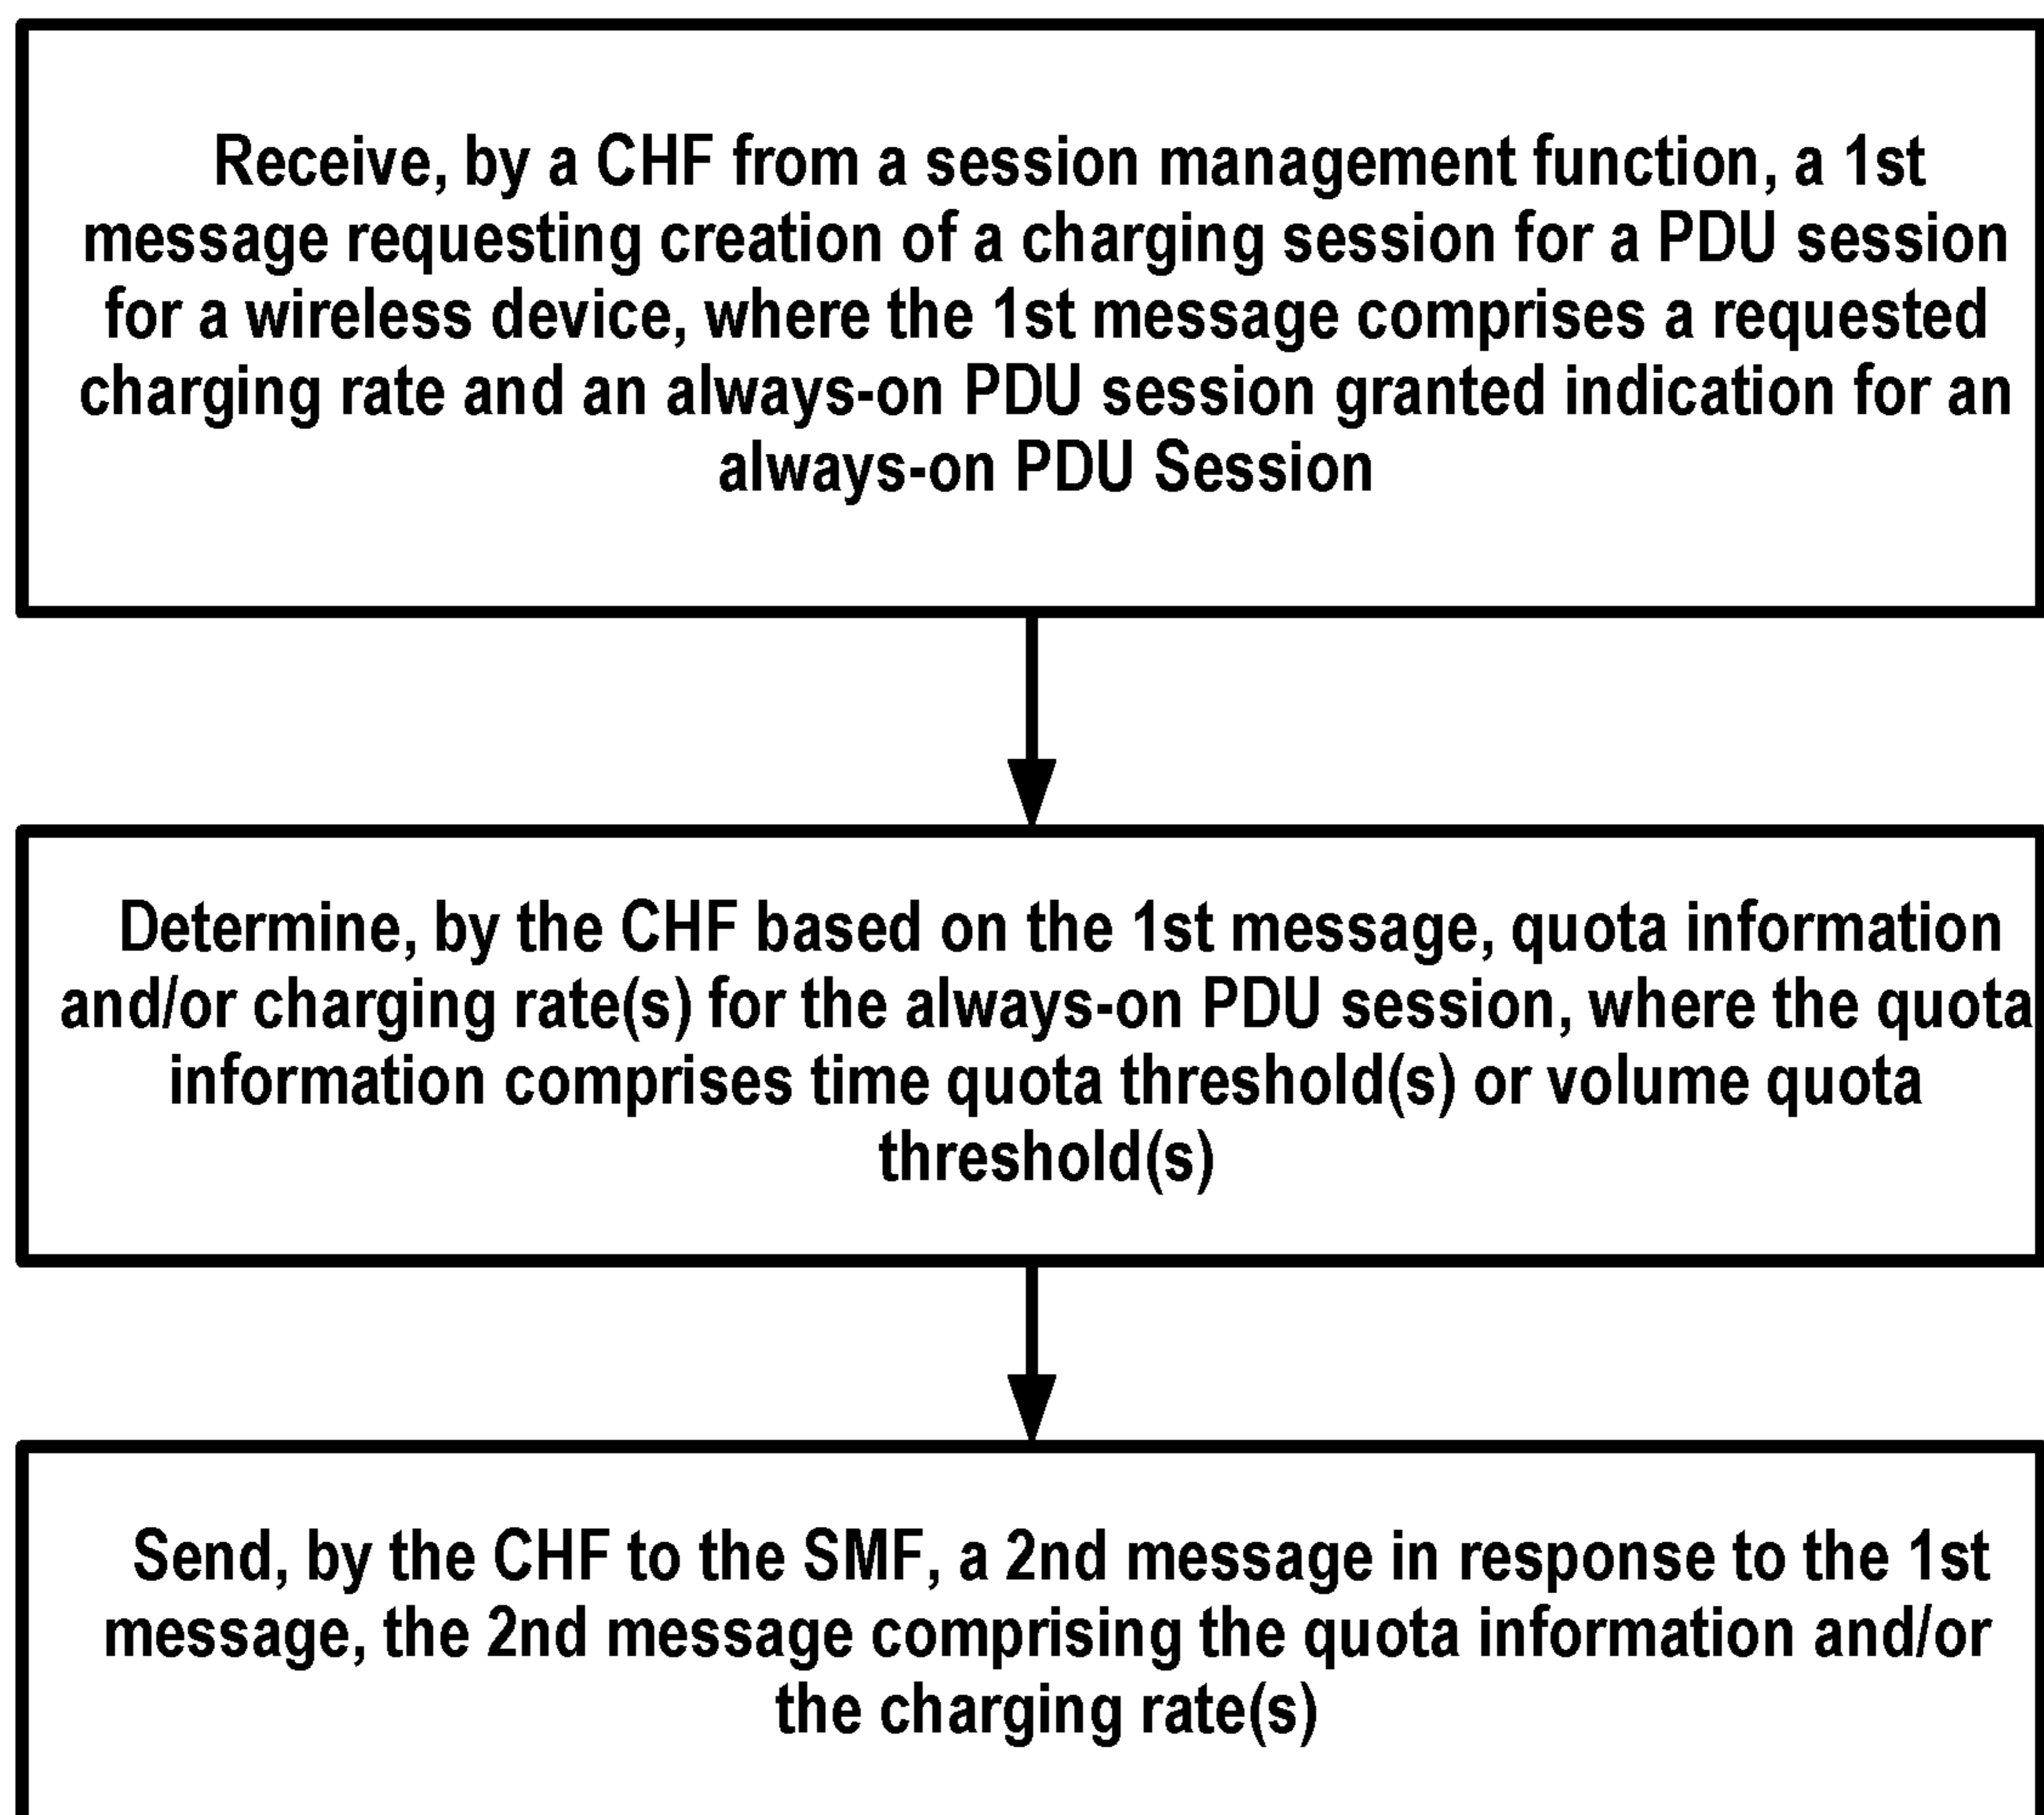 Receive, by a CHF from a session management function, a 1st
message requesting creation of a charging session for a PDU session
for a wireless device, where the 1st message comprises a requested
charging rate and an always-on PDU session granted indication for an
always-on PDU Session
Determine, by the CHF based on the 1st message, quota information
and/or charging rate(s) for the always-on PDU session, where the quota
information comprises time quota threshold(s) or volume quota
threshold(s)
Send, by the CHF to the SMF, a 2nd message in response to the 1st
message, the 2nd message comprising the quota information and/or
the charging rate(s)